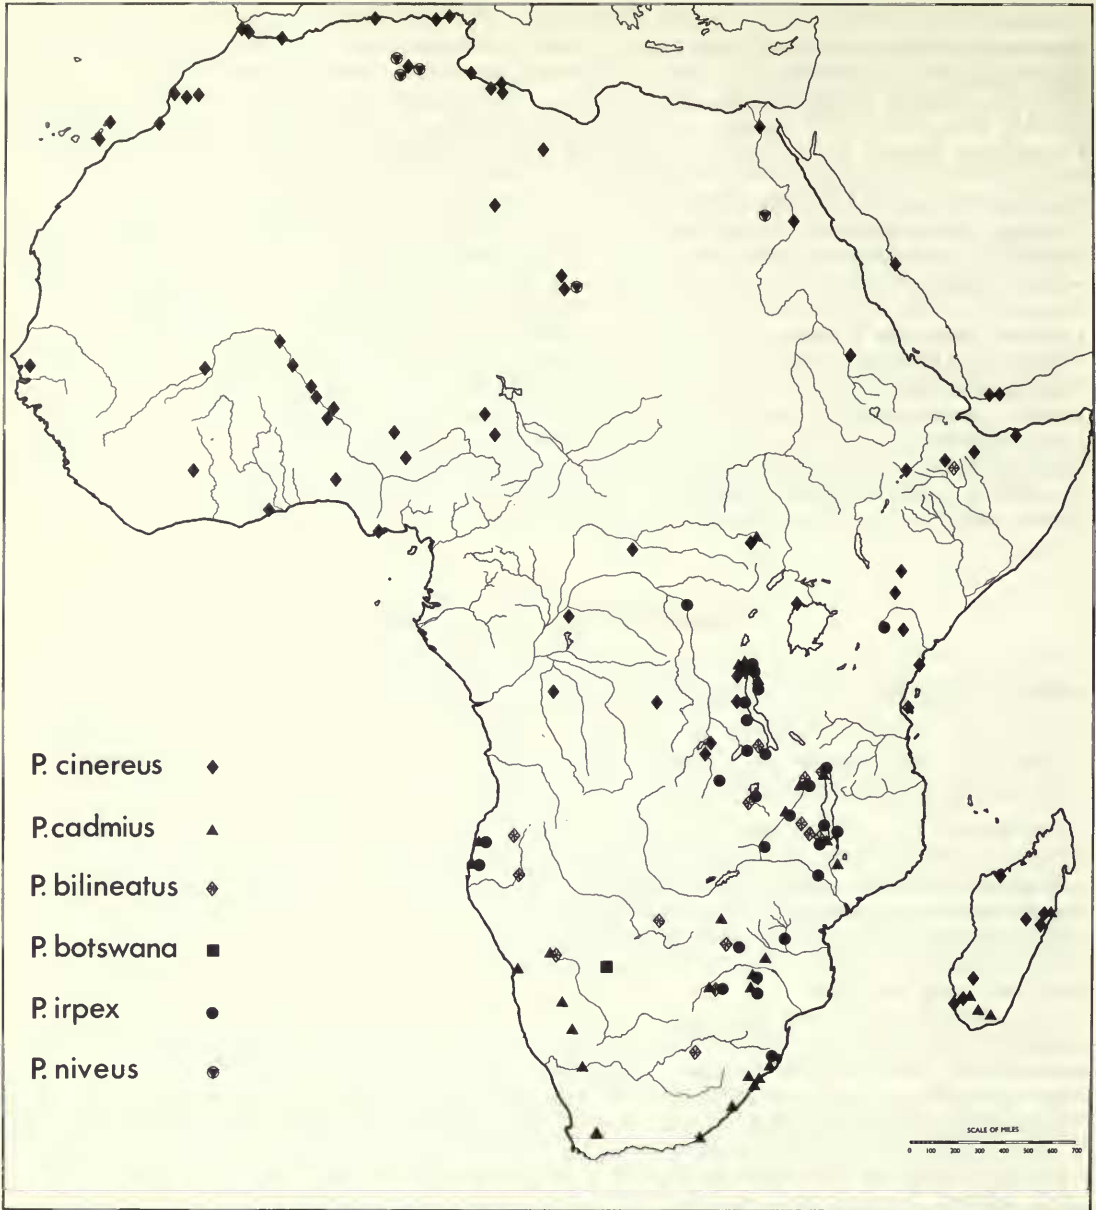 P. cinereus
P. cadmius
P. bilineatus
P. botswana
P. irpex
P. niveus
SCALE OF MILES
0 100 200 300 400 500 600 700